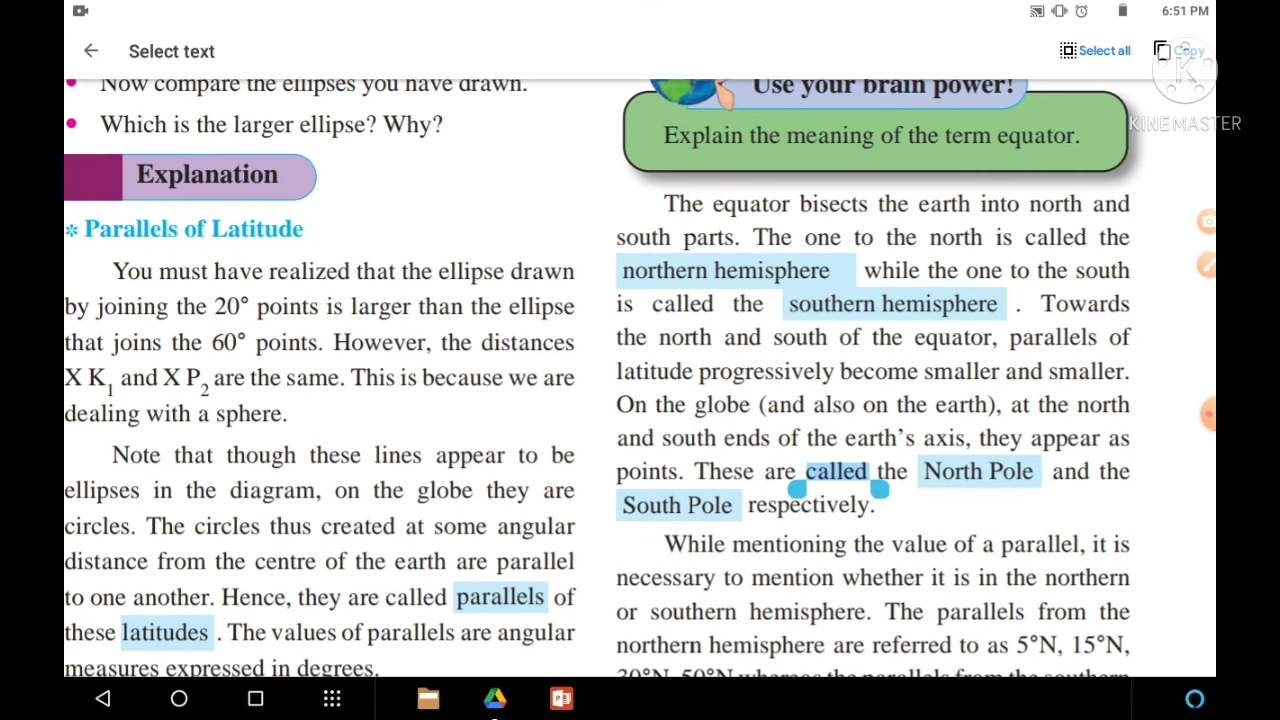 6:51 PM
Select text
Select all
Copy
KINEMASTER
Now compare the ellipses you have drawn.
Which is the larger ellipse? Why?
Explanation
* Parallels of Latitude
You must have realized that the ellipse drawn
by joining the 20° points is larger than the ellipse
that joins the 60° points. However, the distances
X K₁ and X P₂ are the same. This is because we are
dealing with a sphere.
Note that though these lines appear to be
ellipses in the diagram, on the globe they are
circles. The circles thus created at some angular
distance from the centre of the earth are parallel
to one another. Hence, they are called parallels of
these latitudes . The values of parallels are angular
measures expressed in degrees.
Use your brain power!
Explain the meaning of the term equator.
The equator bisects the earth into north and
south parts. The one to the north is called the
northern hemisphere while the one to the south
is called the southern hemisphere . Towards
the north and south of the equator, parallels of
latitude progressively become smaller and smaller.
On the globe (and also on the earth), at the north
and south ends of the earth's axis, they appear as
points. These are called the North Pole and the
South Pole respectively.
While mentioning the value of a parallel, it is
necessary to mention whether it is in the northern
or southern hemisphere. The parallels from the
northern hemisphere are referred to as 5°N, 15°N,
30°N, 50°N whereas the parallels from the southern